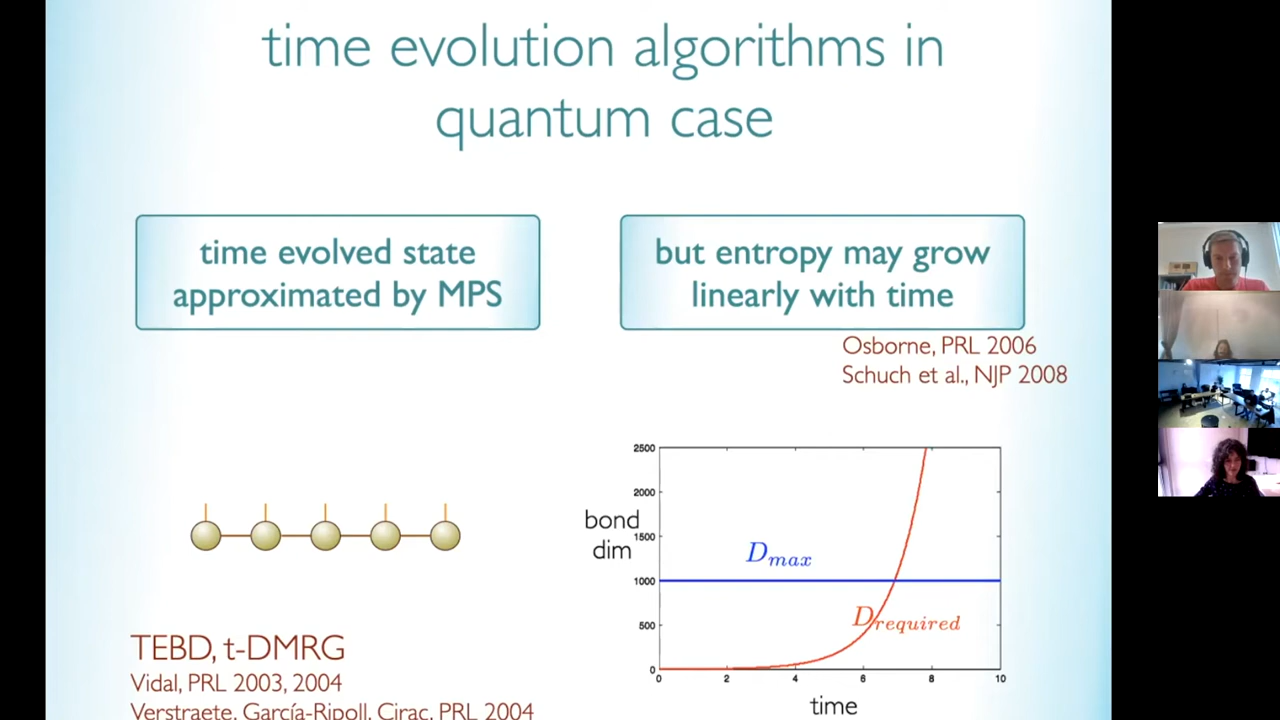 time evolution algorithms in
quantum case
time evolved state
approximated by MPS
but entropy may grow
linearly with time
Osborne, PRL 2006
Schuch et al., NJP 2008
2500
2000
1500
1000
500
0
bond
dim
D_max
D_required
0 2 4 6 8 10
time
TEBD, t-DMRG
Vidal, PRL 2003, 2004
Verstraete, García-Ripoll, Cirac, PRL 2004